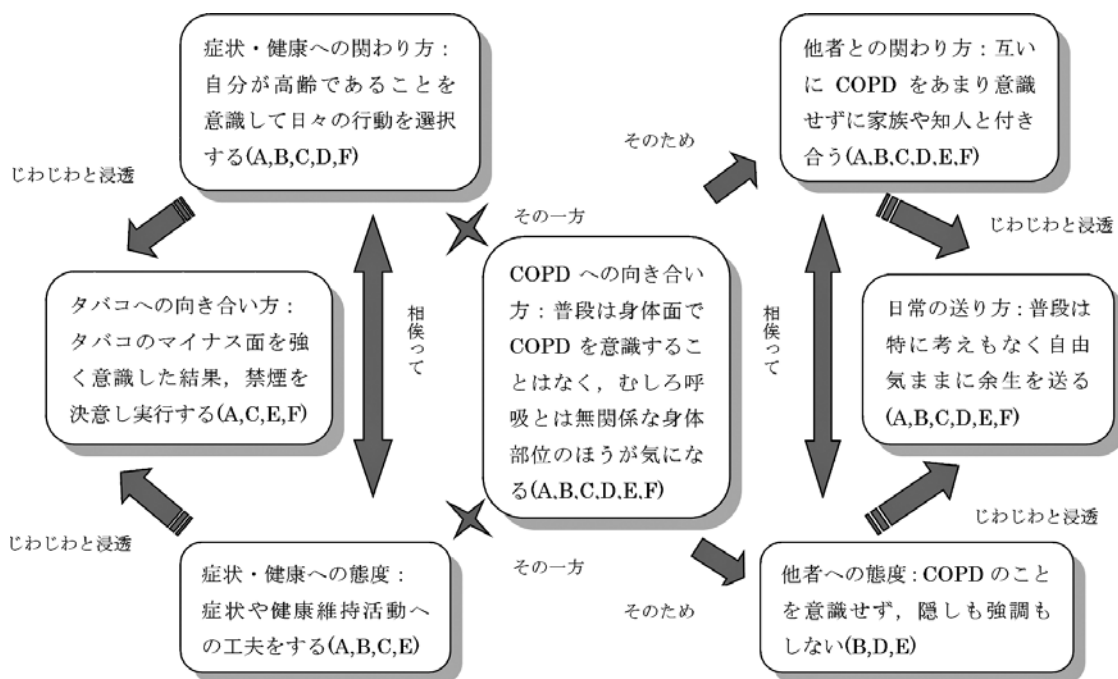 症状・健康への関わり方：
自分が高齢であることを
意識して日々の行動を選択
する(A,B,C,D,F)
他者との関わり方：互い
に COPD をあまり意識
せずに家族や知人と付き
合う(A,B,C,D,E,F)
そのため
じわじわと浸透
その一方
じわじわと浸透
タバコへの向き合い方：
タバコのマイナス面を強
く意識した結果，禁煙を
決意し実行する(A,C,E,F)
相俟って
COPD への向き合い
方：普段は身体面で
COPD を意識するこ
とはなく，むしろ呼
吸とは無関係な身体
部位のほうが気にな
る(A,B,C,D,E,F)
相俟って
日常の送り方：普段は
特に考えもなく自由
気ままに余生を送る
(A,B,C,D,E,F)
じわじわと浸透
その一方
じわじわと浸透
症状・健康への態度：
症状や健康維持活動へ
の工夫をする(A,B,C,E)
そのため
他者への態度：COPD のこと
を意識せず，隠しも強調も
しない(B,D,E)